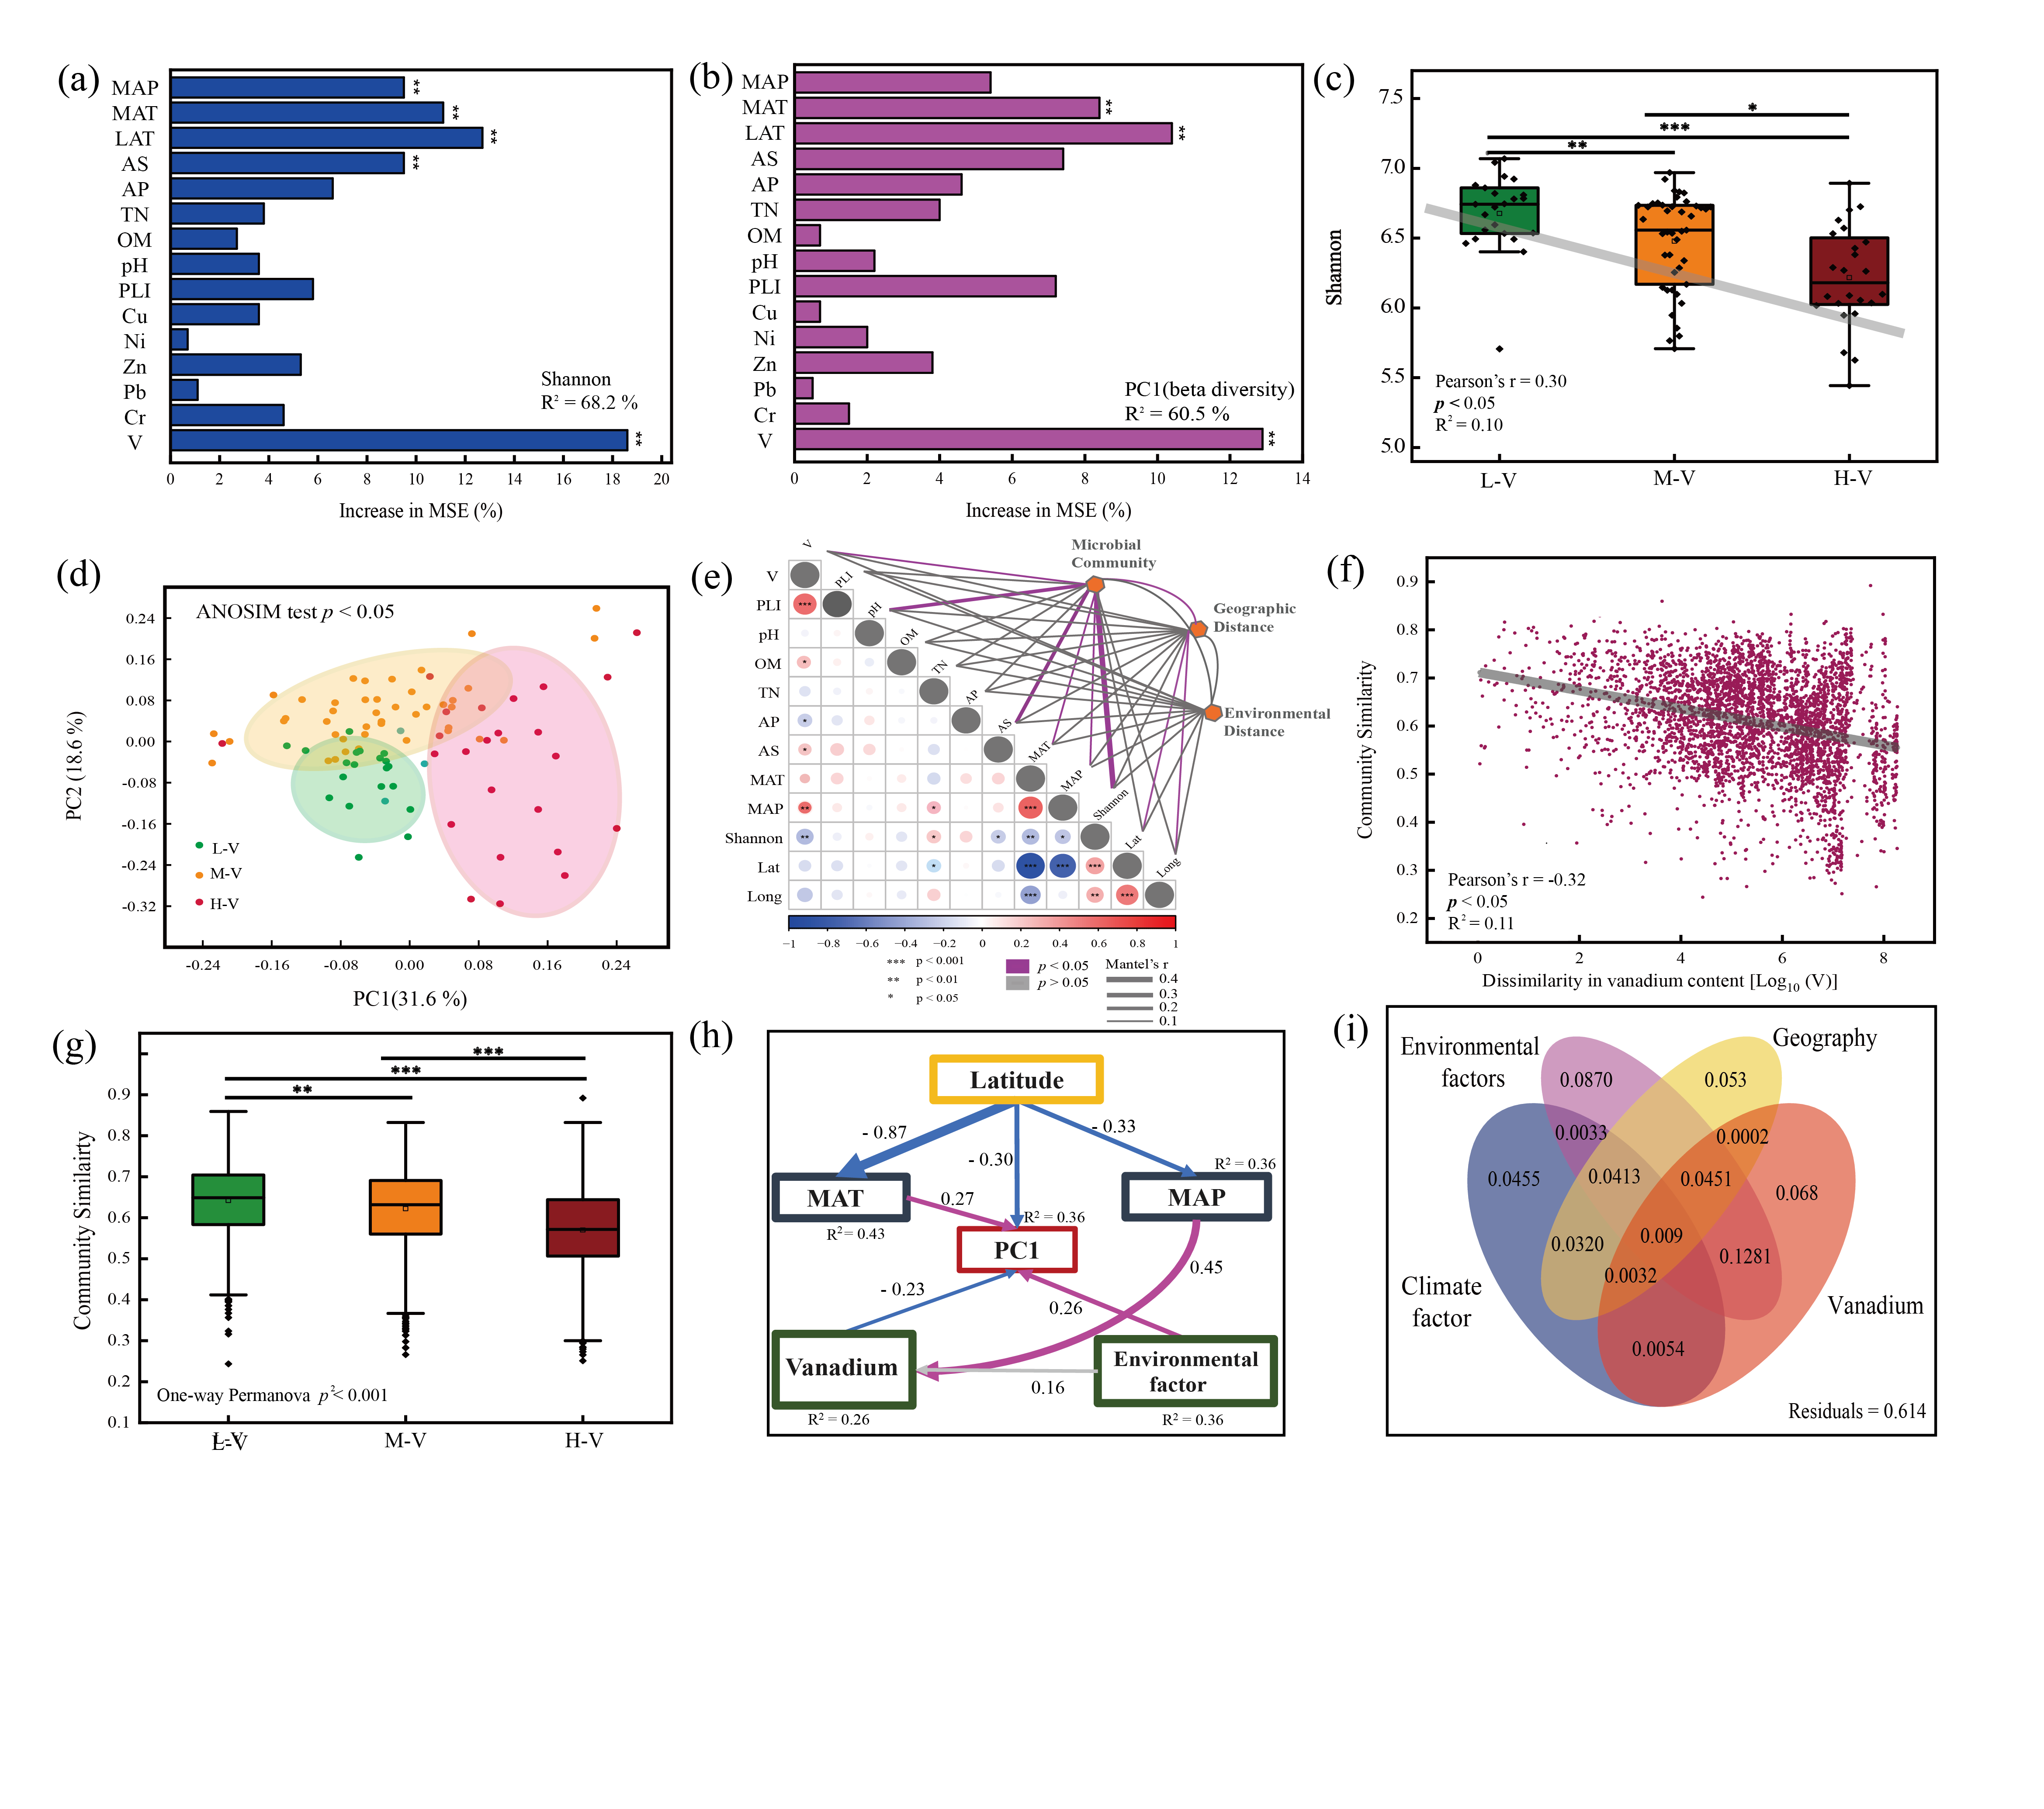 (a)
MAP
MAT
LAT
AS
AP
TN
OM
pH
PLI
Cu
Ni
Zn
Pb
Cr
V
**
**
**
**
**
Shannon
R² = 68.2 %
0 2 4 6 8 10 12 14 16 18 20
Increase in MSE (%)
(b)
MAP
MAT
LAT
AS
AP
TN
OM
pH
PLI
Cu
Ni
Zn
Pb
Cr
V
**
**
**
PC1(beta diversity)
R² = 60.5 %
0 2 4 6 8 10 12 14
Increase in MSE (%)
(c)
Shannon
7.5
7.0
6.5
6.0
5.5
5.0
*
***
**
Pearson's r = 0.30
p < 0.05
R² = 0.10
L-V M-V H-V
(d)
ANOSIM test p < 0.05
PC2 (18.6 %)
0.24
0.16
0.08
0.00
-0.08
-0.16
-0.24
-0.32
L-V
M-V
H-V
-0.24 -0.16 -0.08 0.00 0.08 0.16 0.24
PC1(31.6 %)
(e)
Microbial
Community
Geographic
Distance
Environmental
Distance
V
PLI
pH
OM
TN
AP
AS
MAT
MAP
Shannon
Lat
Long
V
PLI ***
pH
OM *
TN
AP *
AS *
MAT
MAP ** * ***
Shannon ** * * ** *
Lat * *** *** ***
Long *** ** ***
−1 −0.8 −0.6 −0.4 −0.2 0 0.2 0.4 0.6 0.8 1
*** p < 0.001
** p < 0.01
* p < 0.05
p < 0.05
p > 0.05
Mantel's r
0.4
0.3
0.2
0.1
(f)
Community Similarity
0.9
0.8
0.7
0.6
0.5
0.4
0.3
0.2
Pearson's r = -0.32
p < 0.05
R² = 0.11
0 2 4 6 8
Dissimilarity in vanadium content [Log₁₀ (V)]
(g)
Community Similairty
0.9
0.8
0.7
0.6
0.5
0.4
0.3
0.2
0.1
***
***
**
One-way Permanova p²< 0.001
L-V M-V H-V
(h)
Latitude
- 0.87
- 0.30
- 0.33
R² = 0.36
MAT
MAP
R² = 0.43
0.27
R² = 0.36
PC1
- 0.23
0.45
0.26
Vanadium
Environmental
factor
0.16
R² = 0.26
R² = 0.36
(i)
Environmental
factors
Geography
0.0870
0.053
0.0033
0.0002
0.0455
0.0413
0.0451
0.068
0.0320
0.009
0.1281
0.0032
Climate
factor
Vanadium
0.0054
Residuals = 0.614